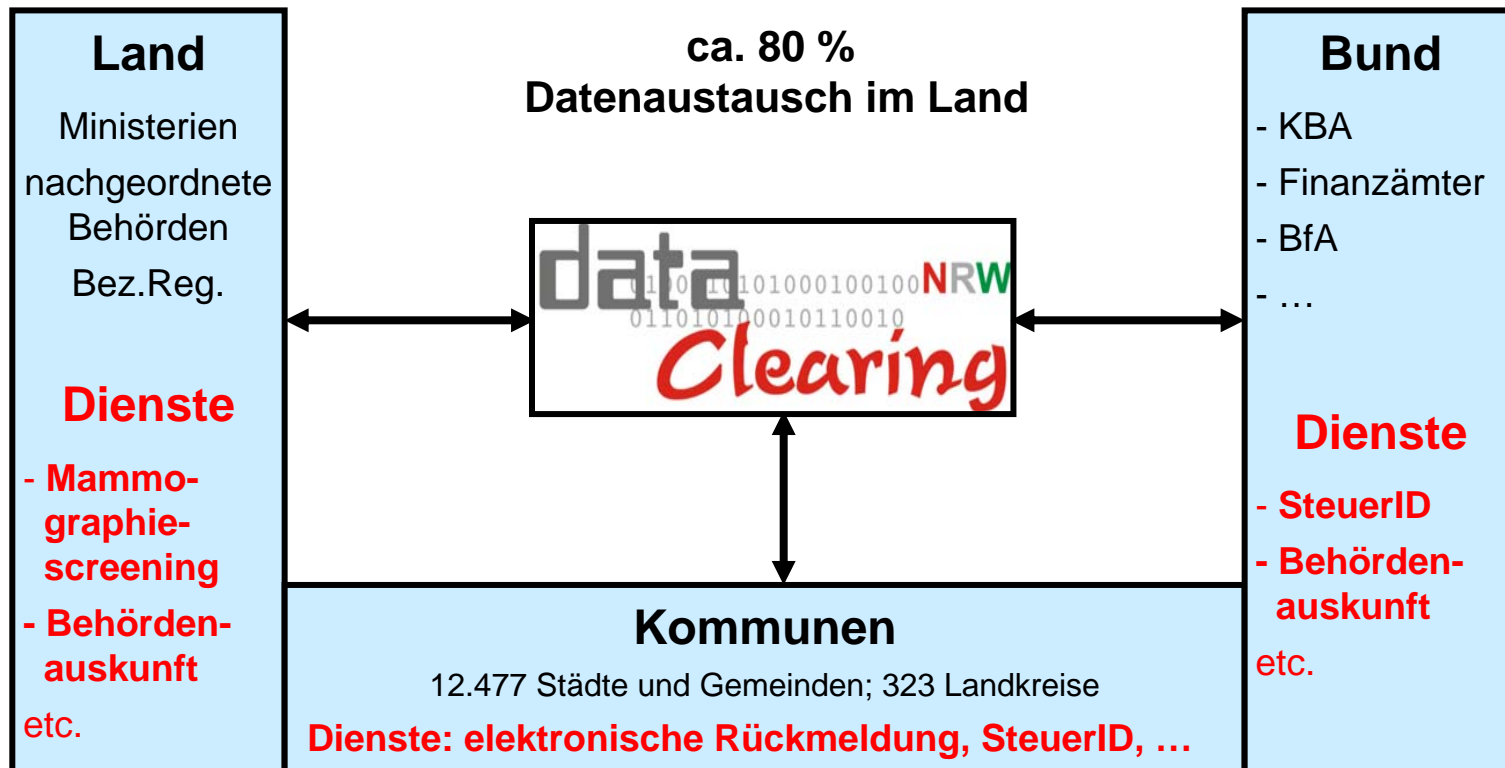 Land
Ministerien
nachgeordnete
Behörden
Bez.Reg.
Dienste
- Mammo-
graphie-
screening
- Behörden-
auskunft
etc.
ca. 80 %
Datenaustausch im Land
data
NRW
011010100010110010
Clearing
Kommunen
12.477 Städte und Gemeinden; 323 Landkreise
Dienste: elektronische Rückmeldung, SteuerID, …
Bund
- KBA
- Finanzämter
- BfA
- …
Dienste
- SteuerID
- Behörden-
auskunft
etc.